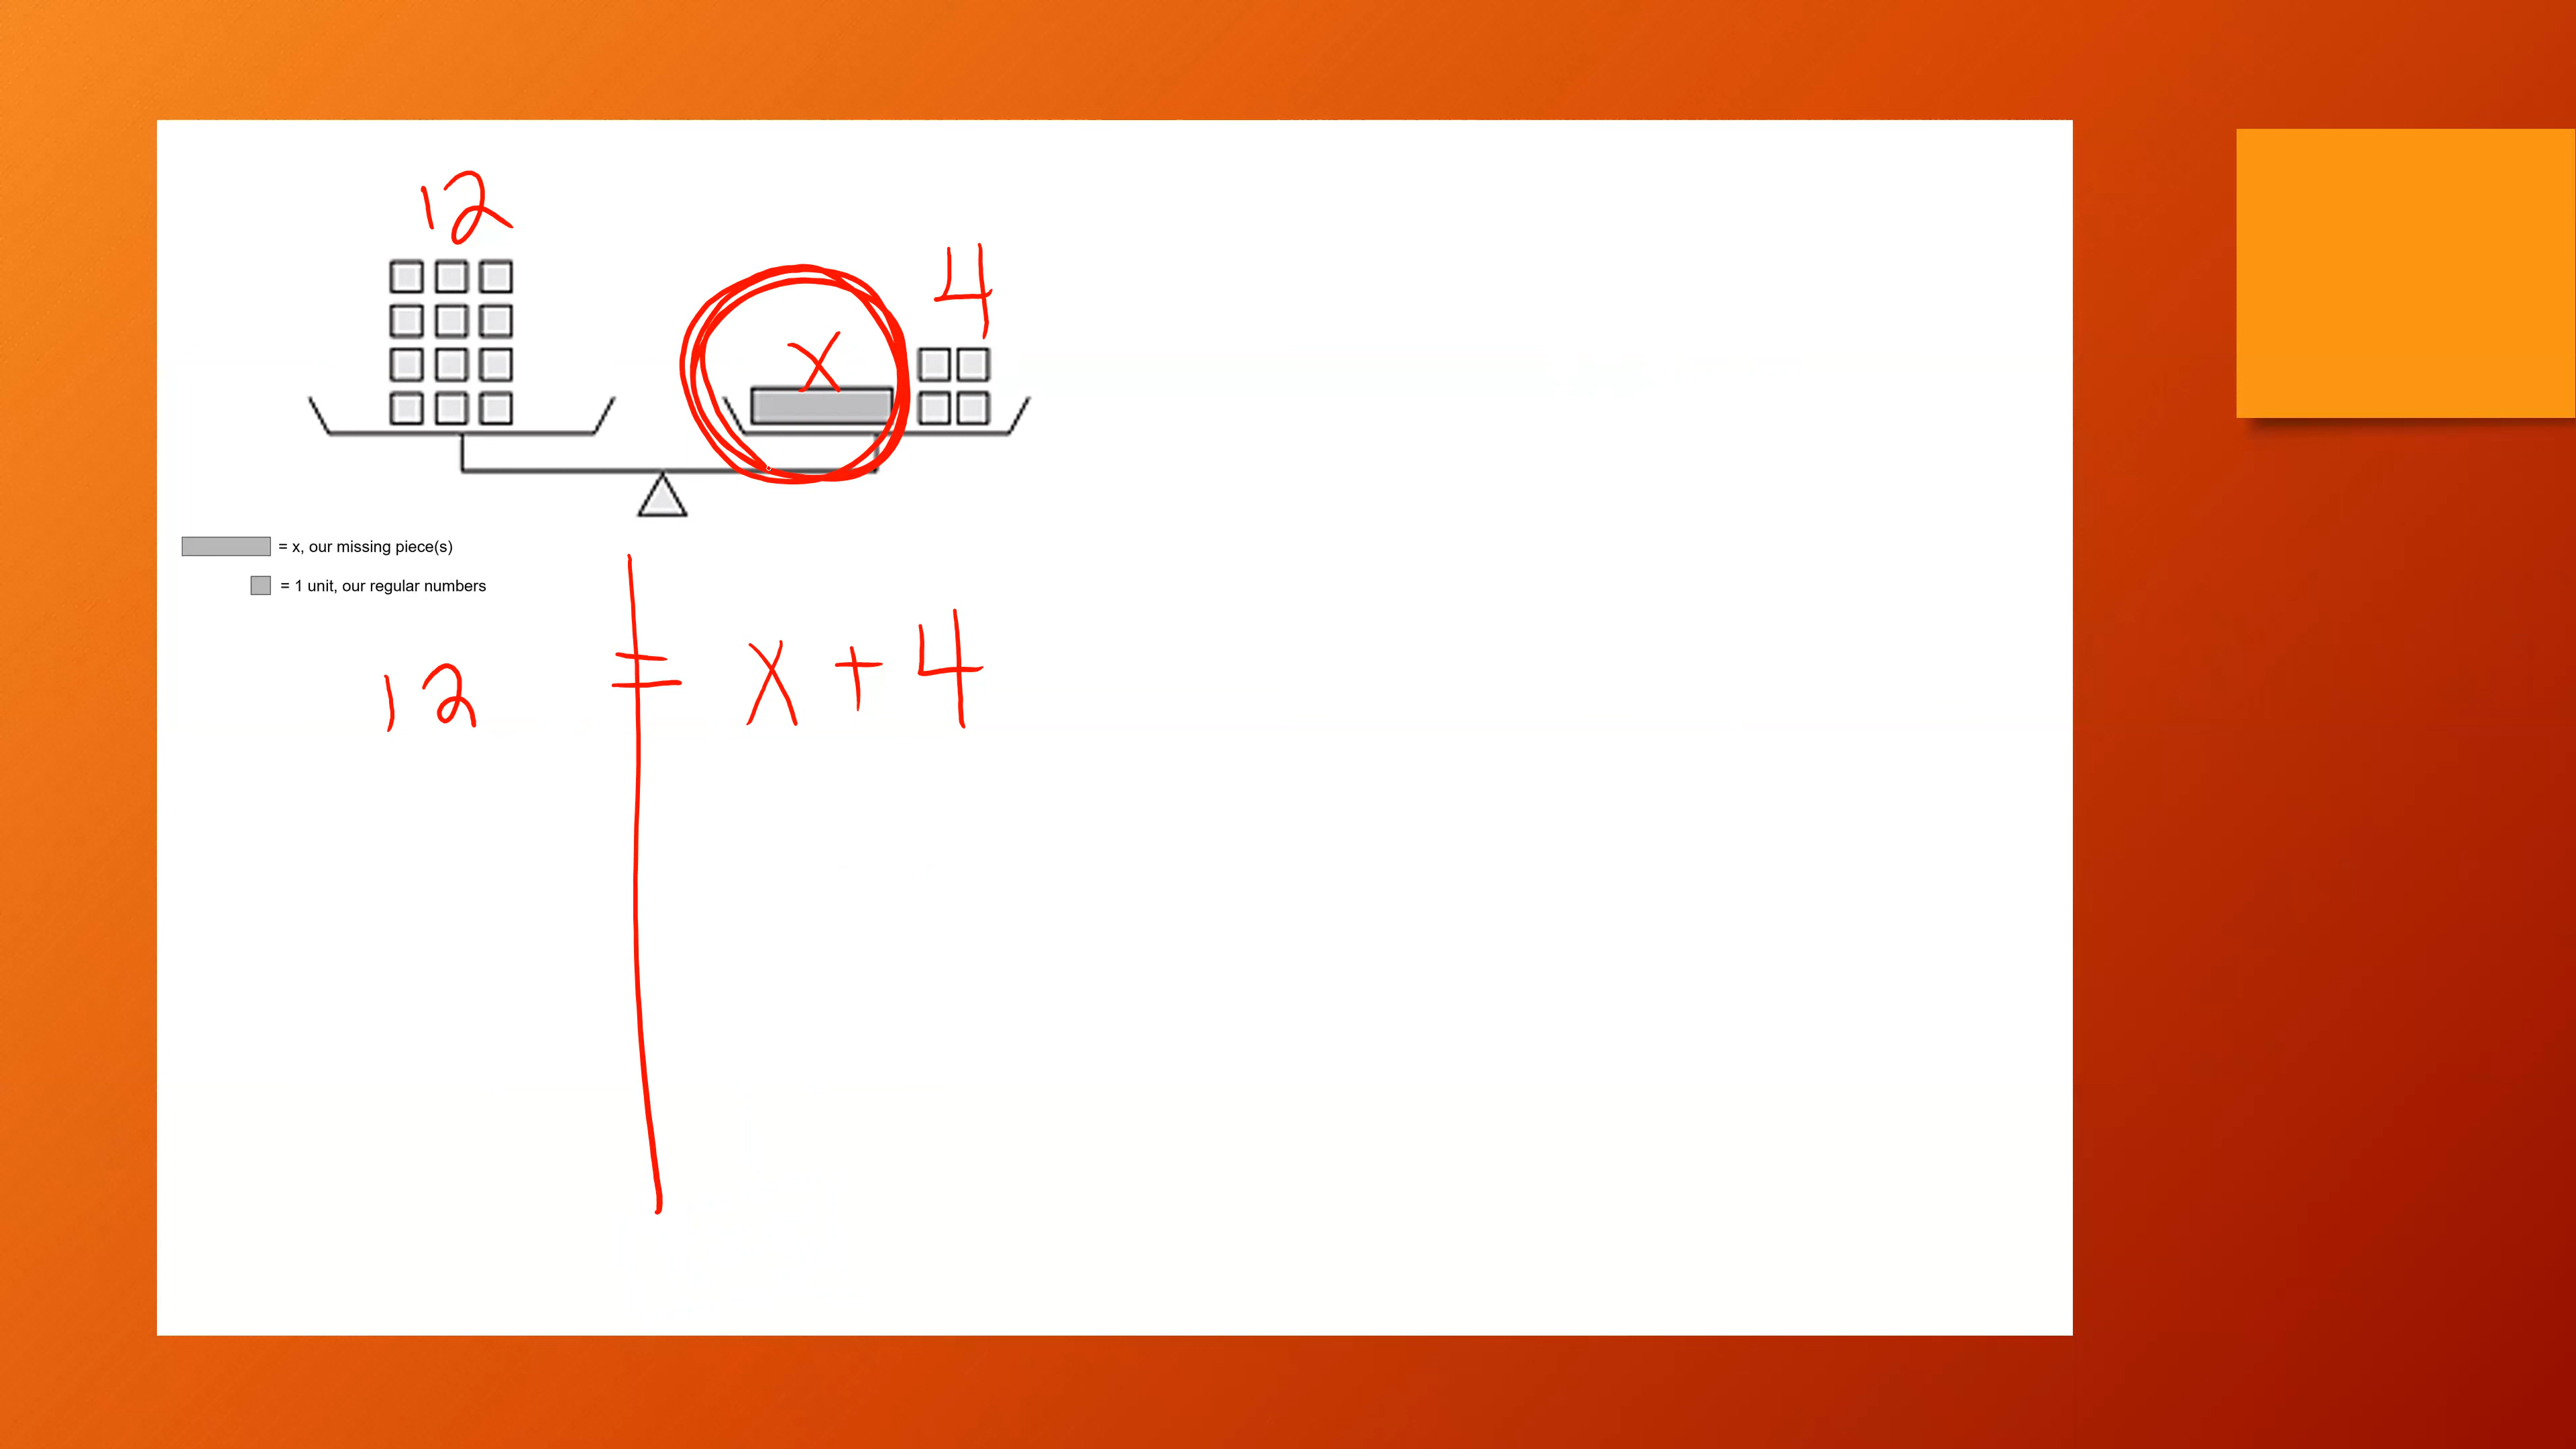 12
4
x
= x, our missing piece(s)
= 1 unit, our regular numbers
12 = x + 4